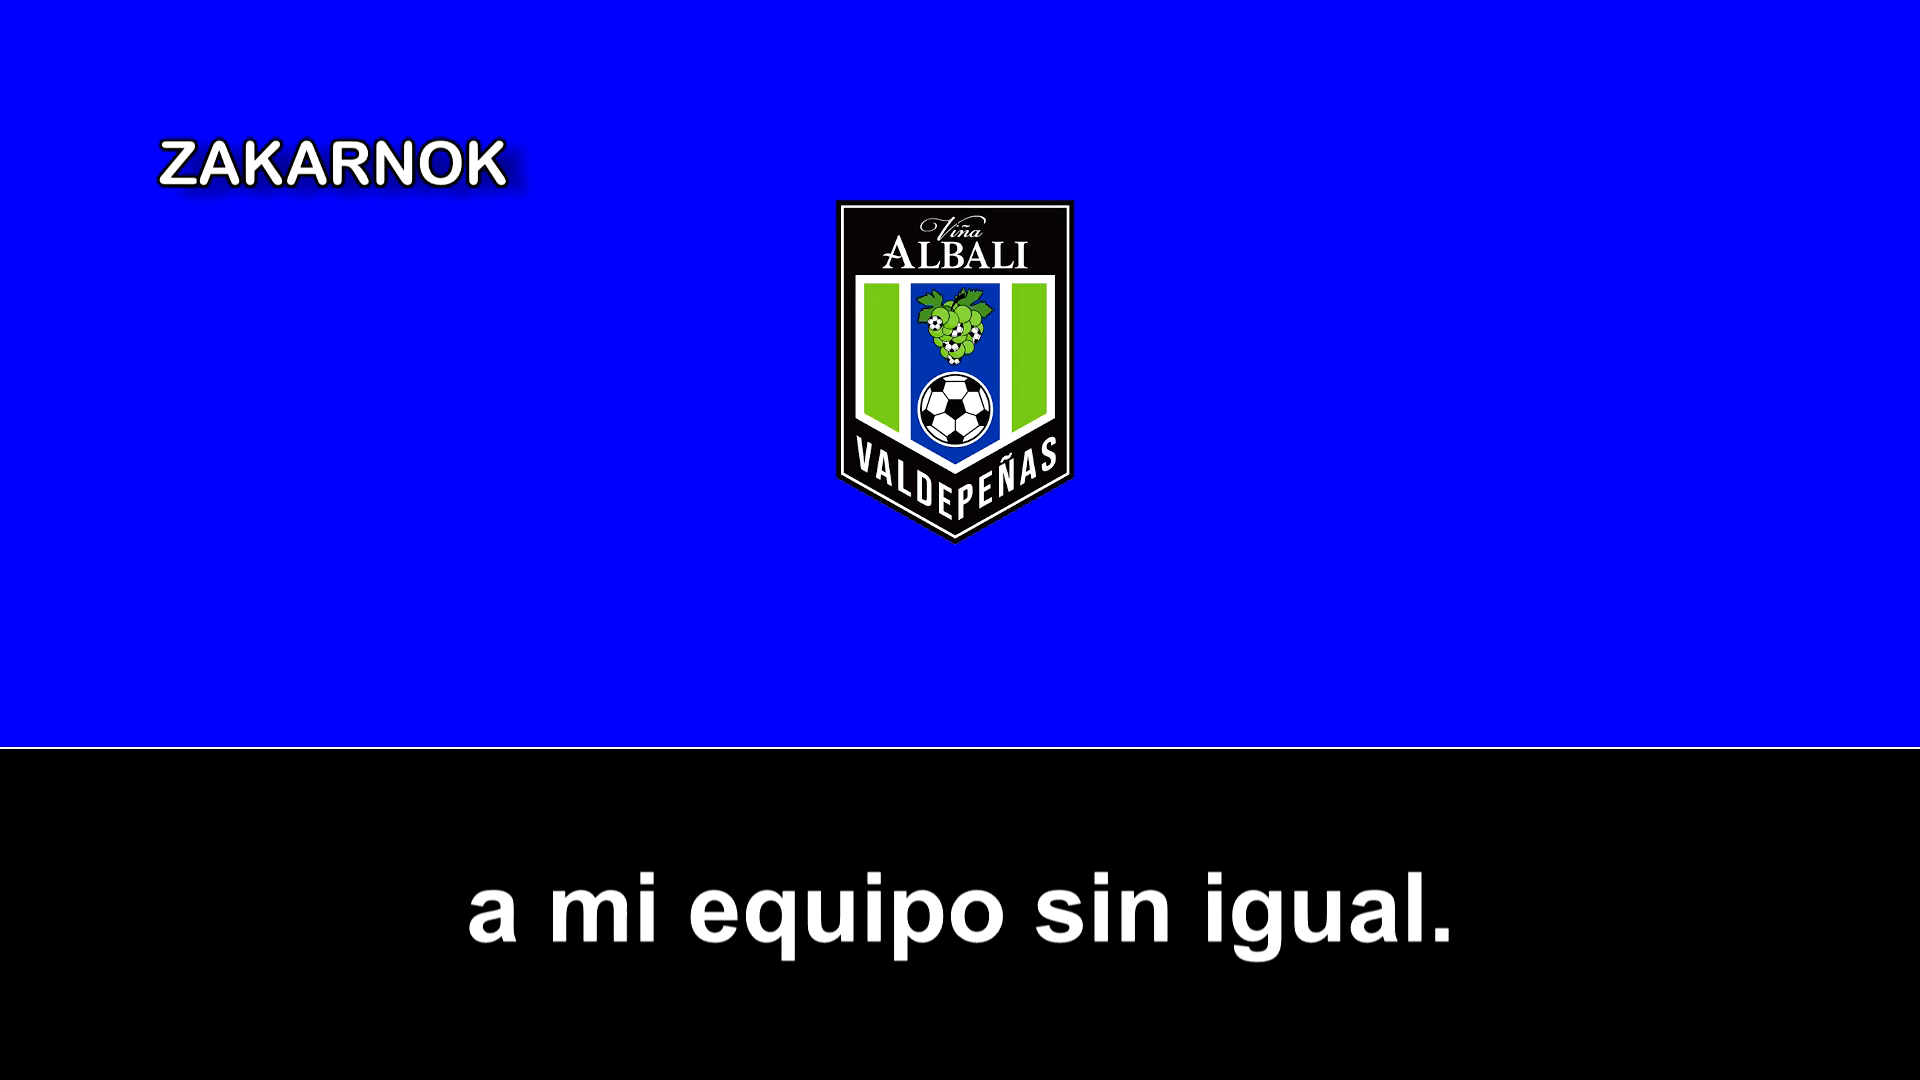 ZAKARNOK
Viña
ALBALI
VALDEPEÑAS
a mi equipo sin igual.